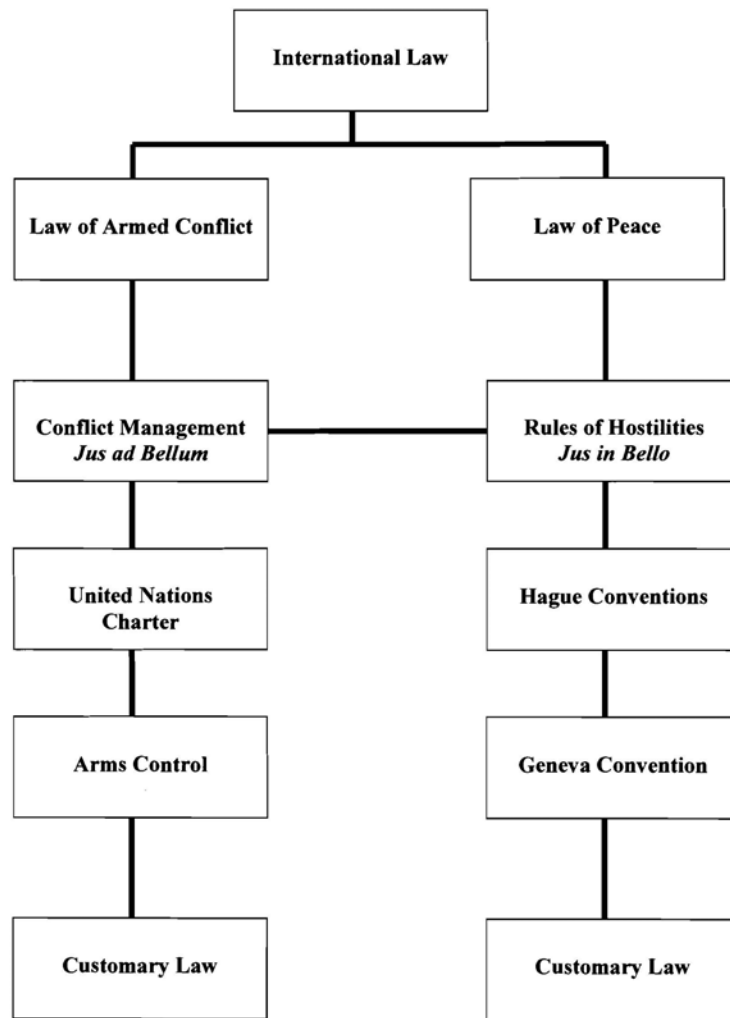 International Law
Law of Armed Conflict
Law of Peace
Conflict Management
Jus ad Bellum
Rules of Hostilities
Jus in Bello
United Nations
Charter
Hague Conventions
Arms Control
Geneva Convention
Customary Law
Customary Law